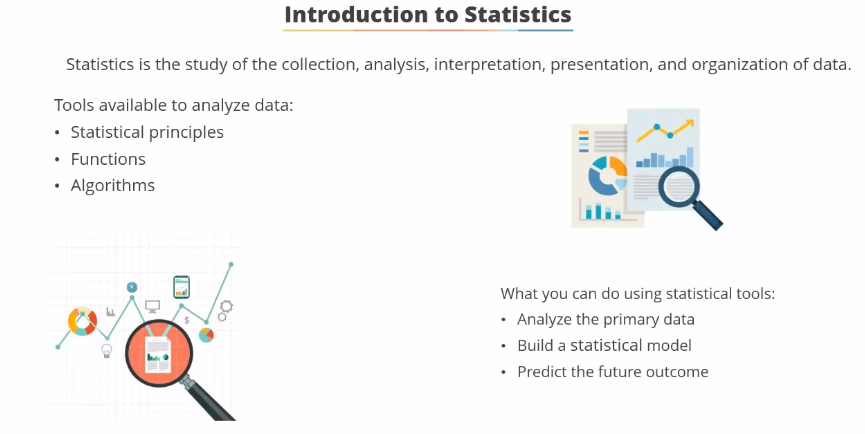 Introduction to Statistics
Statistics is the study of the collection, analysis, interpretation, presentation, and organization of data.
Tools available to analyze data:
• Statistical principles
• Functions
• Algorithms
$
What you can do using statistical tools:
• Analyze the primary data
• Build a statistical model
• Predict the future outcome